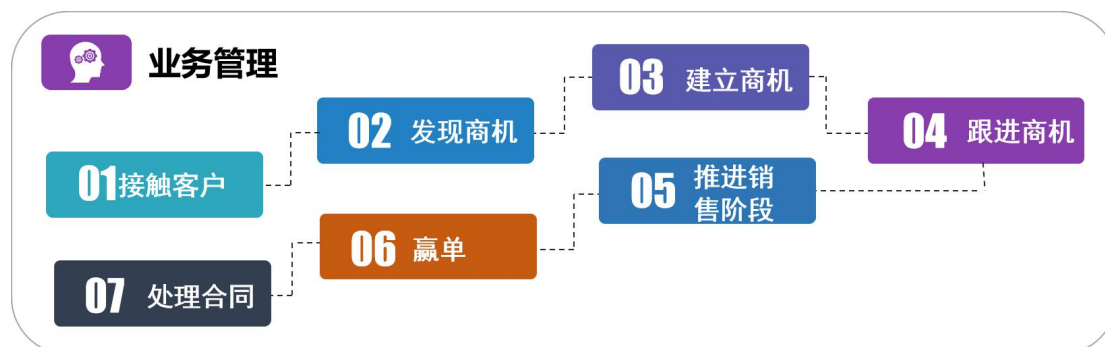 业务管理
01接触客户
02 发现商机
03 建立商机
04 跟进商机
05 推进销
售阶段
06 赢单
07 处理合同